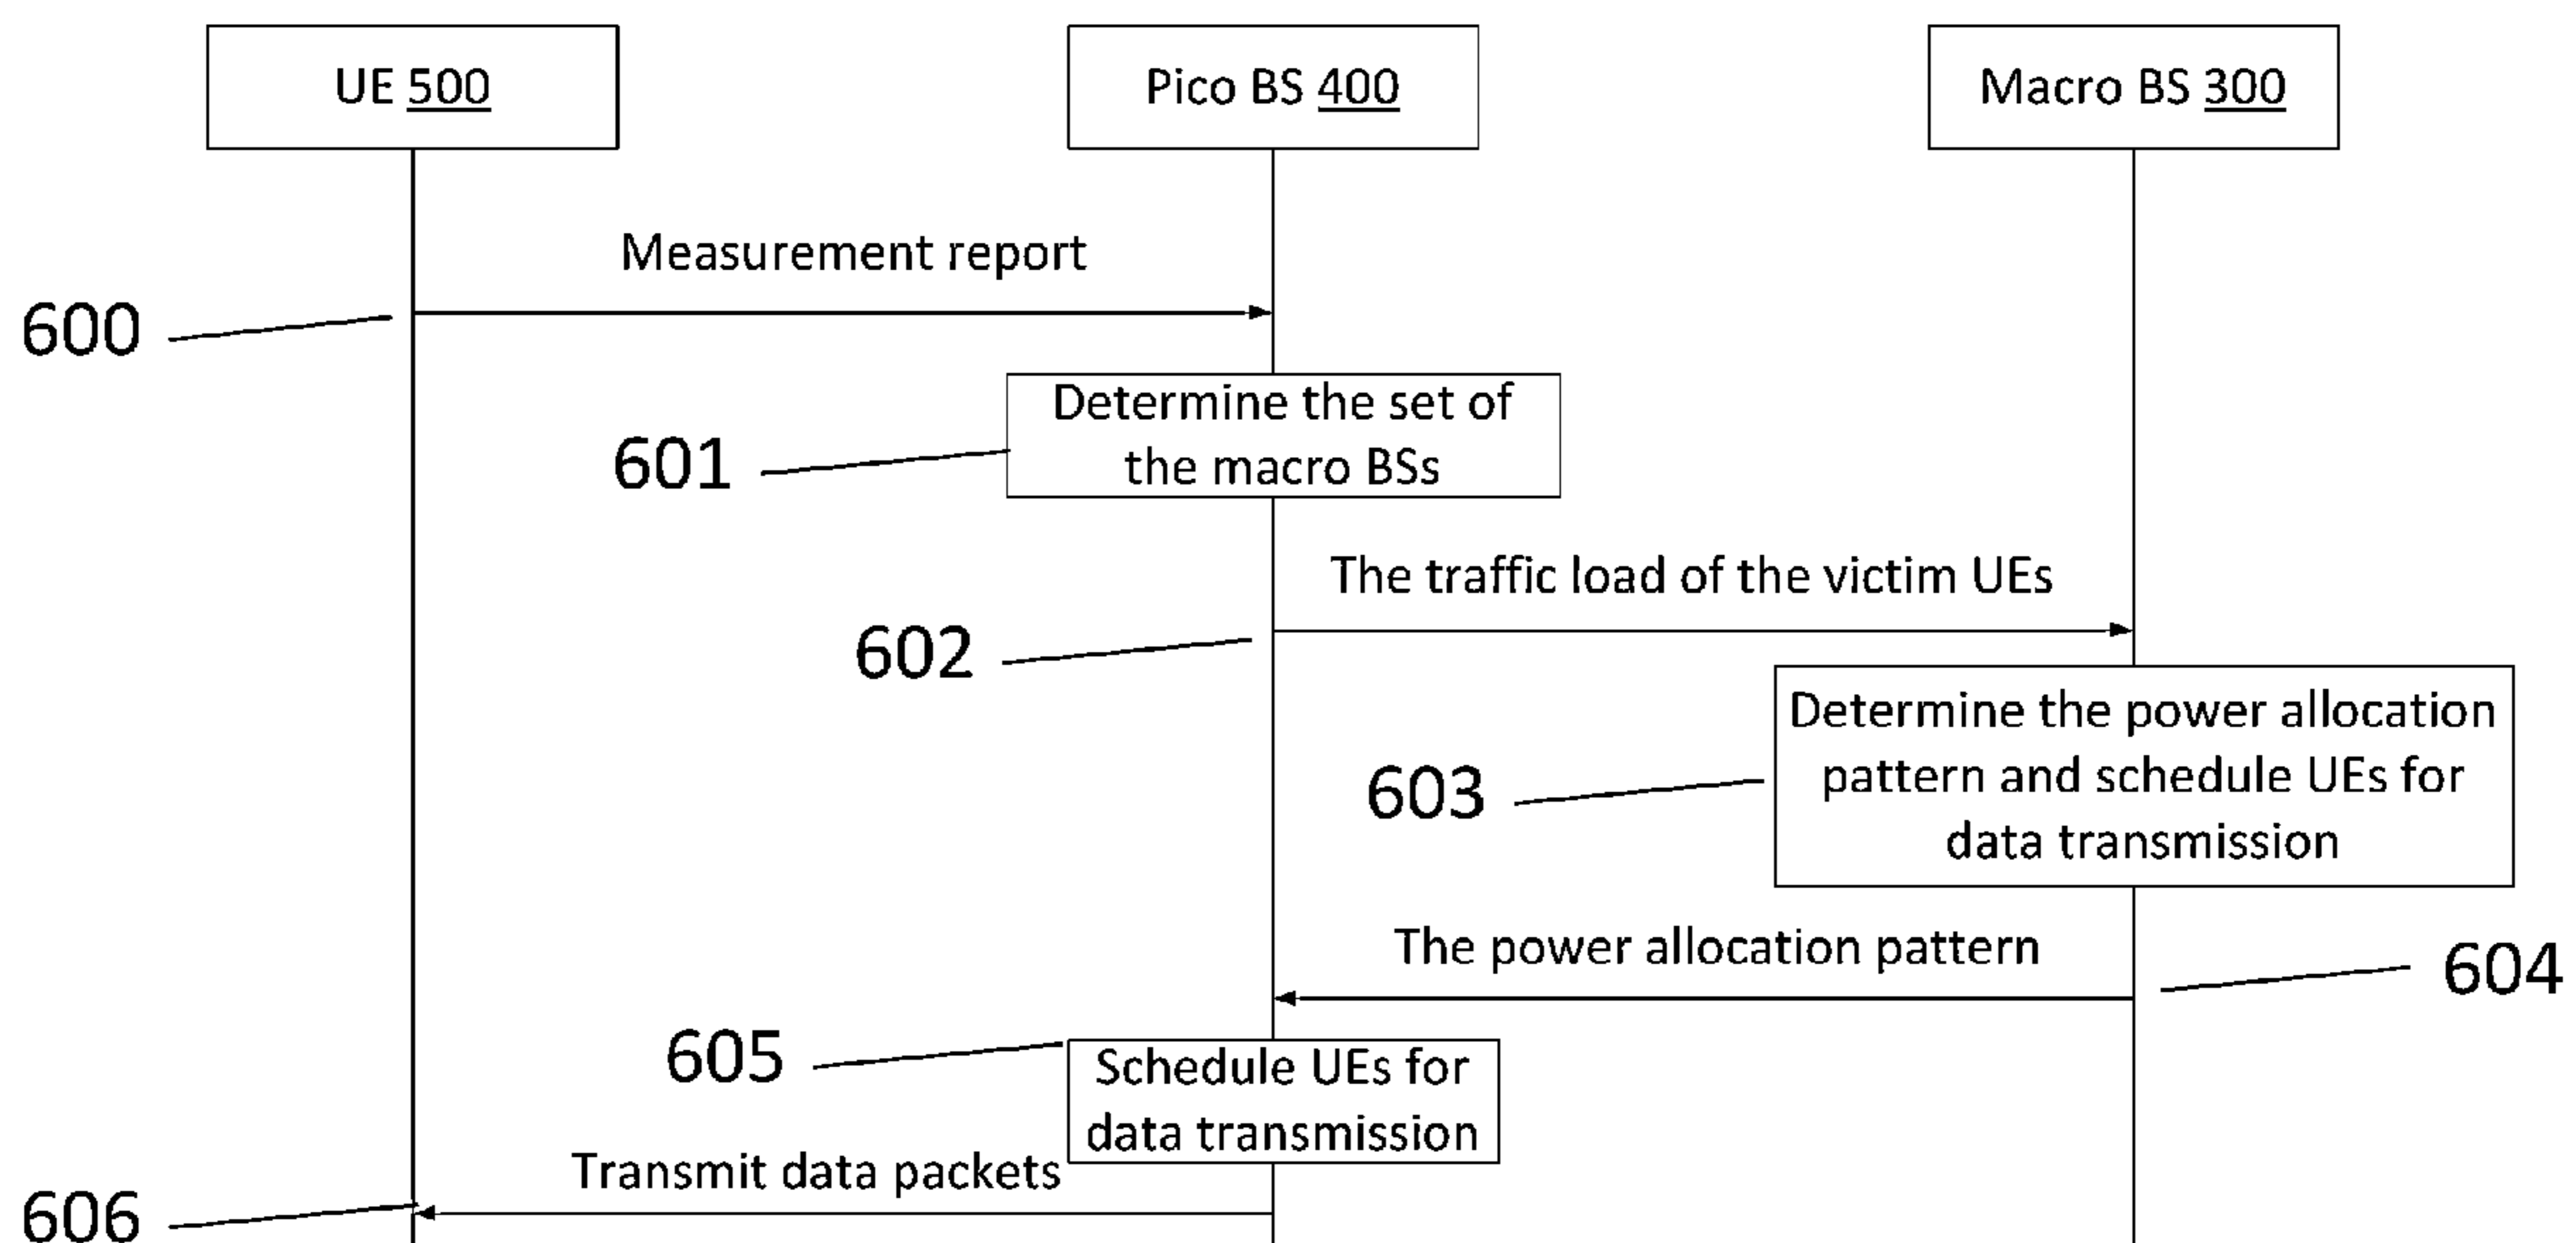 UE 500
Pico BS 400
Macro BS 300
Measurement report
600
Determine the set of
the macro BSs
601
The traffic load of the victim UEs
602
Determine the power allocation
pattern and schedule UEs for
data transmission
603
The power allocation pattern
604
605
Schedule UEs for
data transmission
Transmit data packets
606